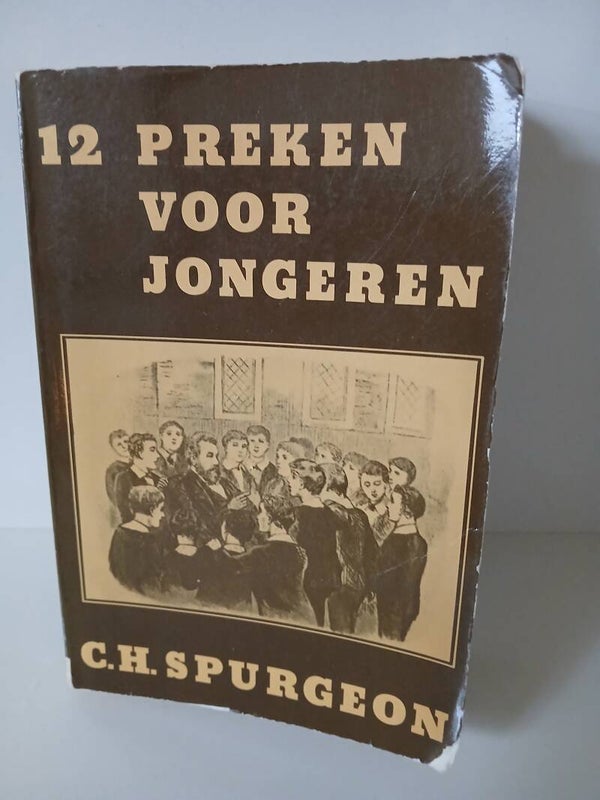 12 PREKEN
VOOR
JONGEREN
C.H. SPURGEON